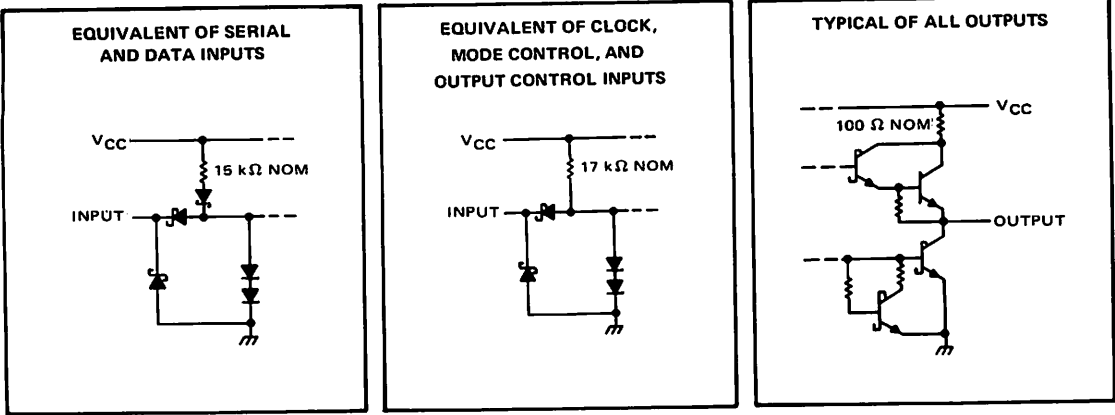 EQUIVALENT OF SERIAL
AND DATA INPUTS
VCC
15 kΩ NOM
INPUT
EQUIVALENT OF CLOCK,
MODE CONTROL, AND
OUTPUT CONTROL INPUTS
VCC
17 kΩ NOM
INPUT
TYPICAL OF ALL OUTPUTS
VCC
100 Ω NOM
OUTPUT